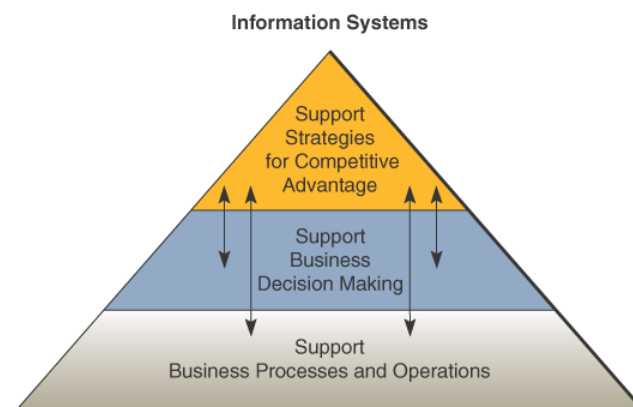 Information Systems
Support
Strategies
for Competitive
Advantage
Support
Business
Decision Making
Support
Business Processes and Operations